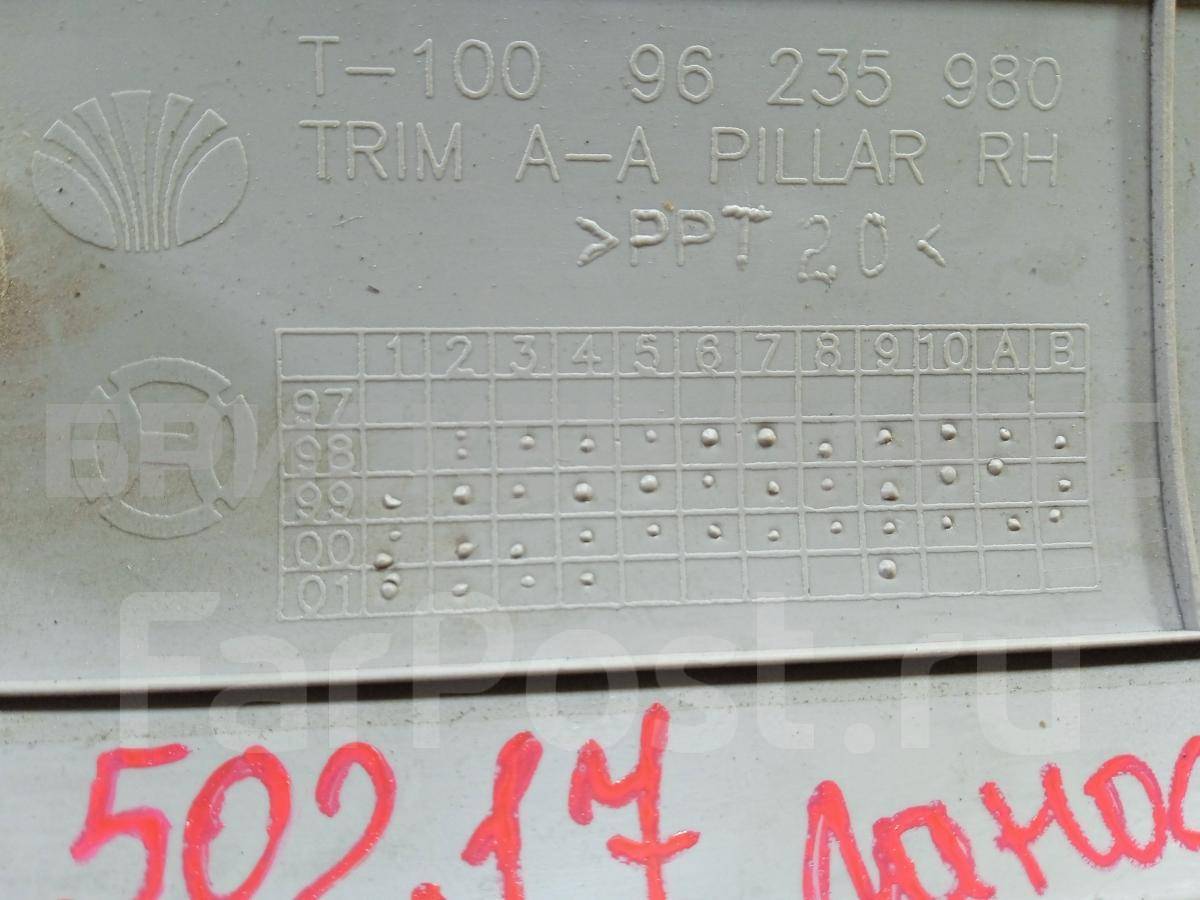 T-100 96 235 980
TRIM A-A PILLAR RH
>PPT 20<
1 2 3 4 5 6 7 8 9 10 A B
97
98
99
00
01
FarPost.ru
502.17 Ланос